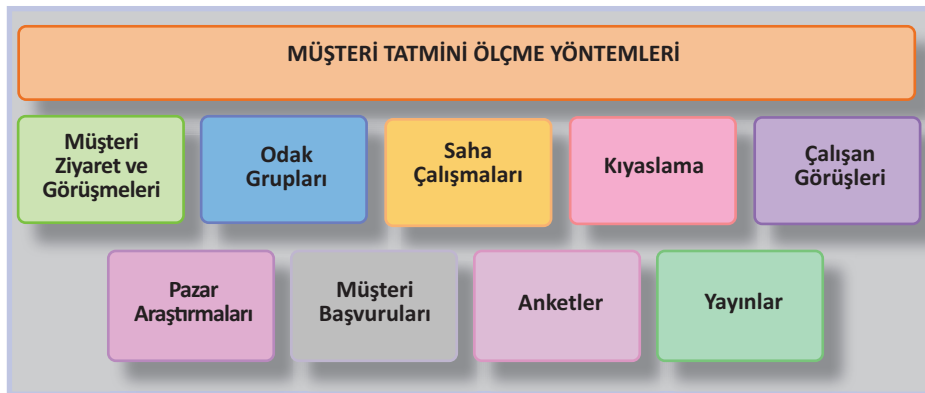 MÜŞTERİ TATMİNİ ÖLÇME YÖNTEMLERİ
Müşteri
Ziyaret ve
Görüşmeleri
Odak
Grupları
Saha
Çalışmaları
Kıyaslama
Çalışan
Görüşleri
Pazar
Araştırmaları
Müşteri
Başvuruları
Anketler
Yayınlar